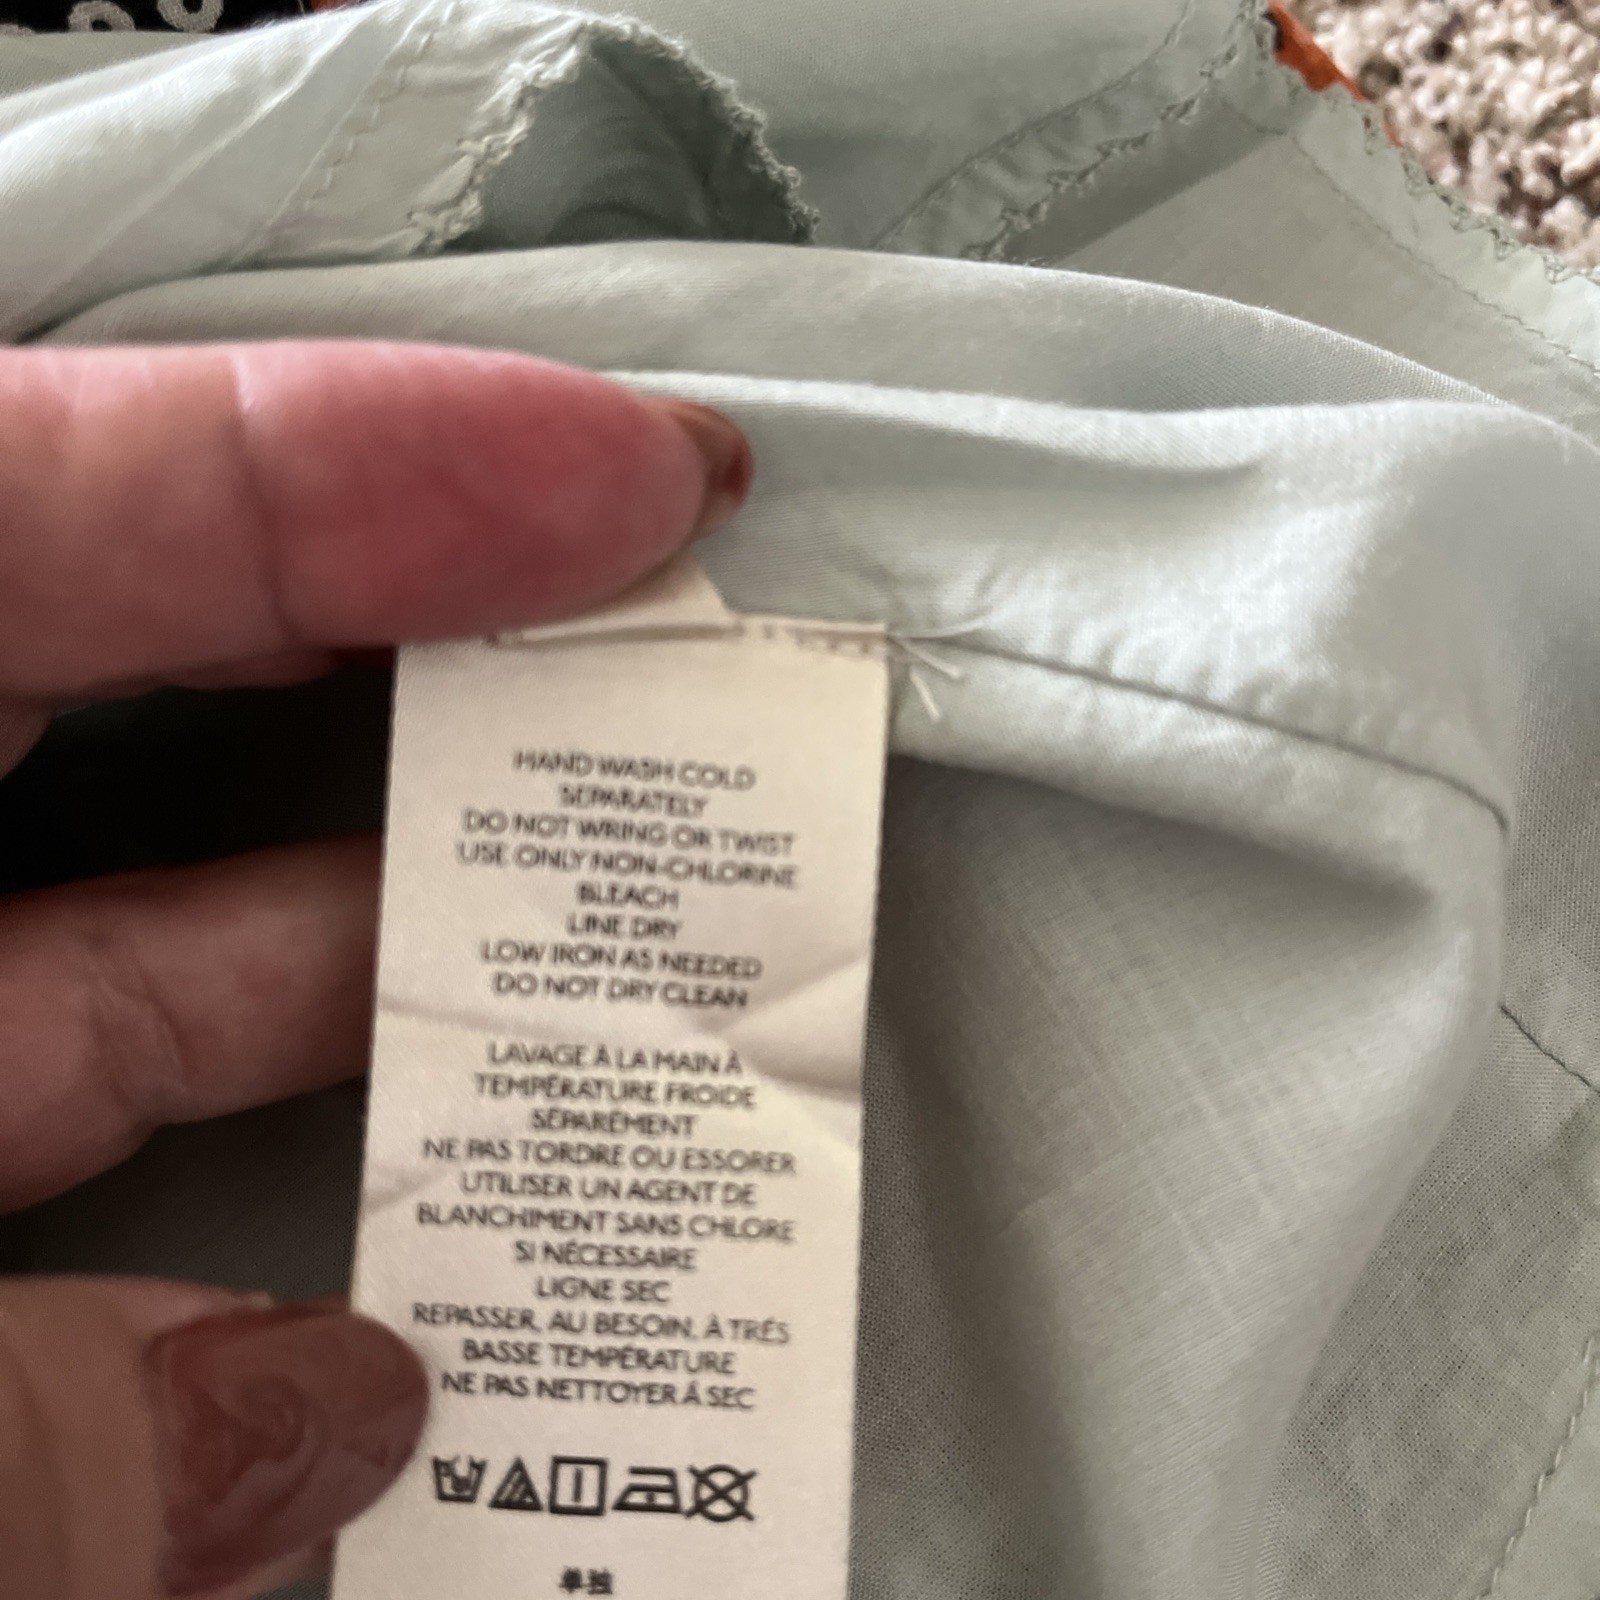 HAND WASH COLD
SEPARATELY
DO NOT WRING OR TWIST
USE ONLY NON-CHLORINE
BLEACH
LINE DRY
LOW IRON AS NEEDED
DO NOT DRY CLEAN
LAVAGE À LA MAIN À
TEMPÉRATURE FROIDE
SÉPARÉMENT
NE PAS TORDRE OU ESSORER
UTILISER UN AGENT DE
BLANCHIMENT SANS CHLORE
SI NÉCESSAIRE
LIGNE SEC
REPASSER, AU BESOIN, À TRÉS
BASSE TEMPÉRATURE
NE PAS NETTOYER À SEC
单独